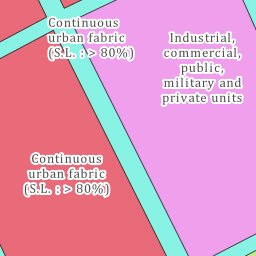 Continuous
urban fabric
(S.L. : > 80%)
Industrial,
commercial,
public,
military and
private units
Continuous
urban fabric
(S.L. : > 80%)